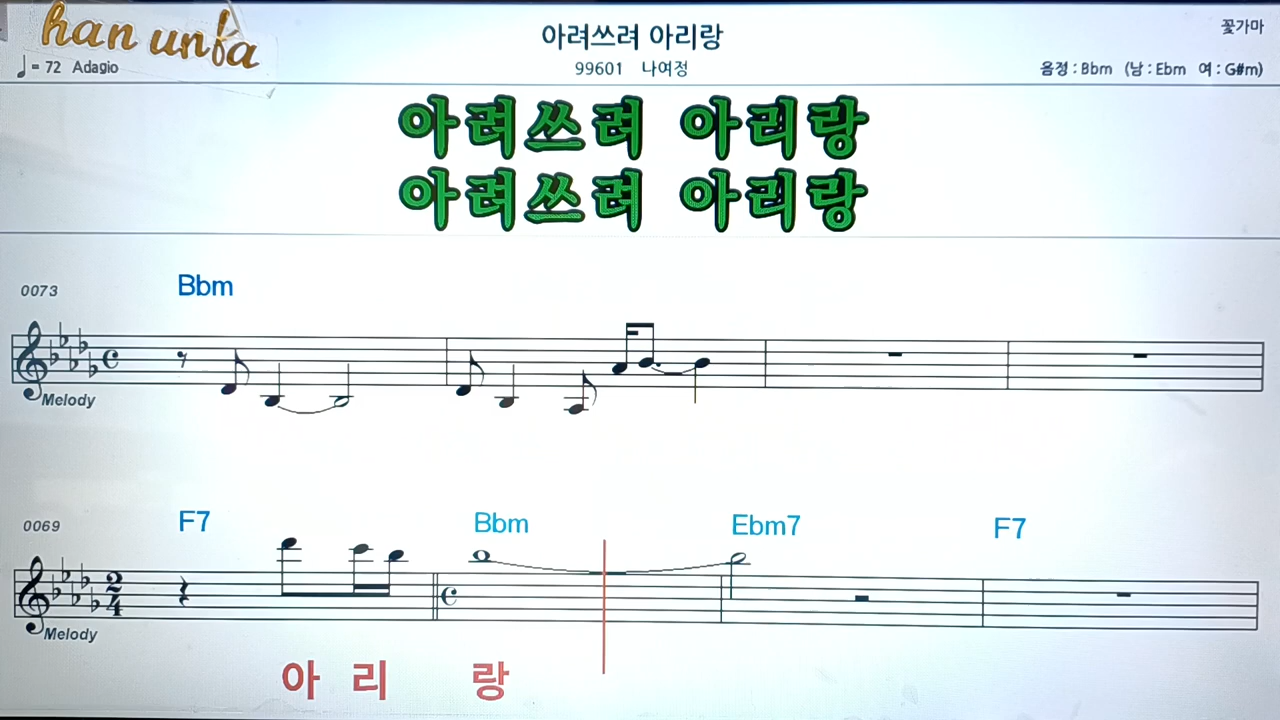 han unfa
아려쓰려 아리랑
꽃가마
♩= 72 Adagio
99601 나여정
음정 : Bbm (남 : Ebm 여 : G#m)
아려쓰려 아리랑
아려쓰려 아리랑
0073 Bbm
Melody
0069 F7 Bbm Ebm7 F7
2/4
Melody
아 리 랑